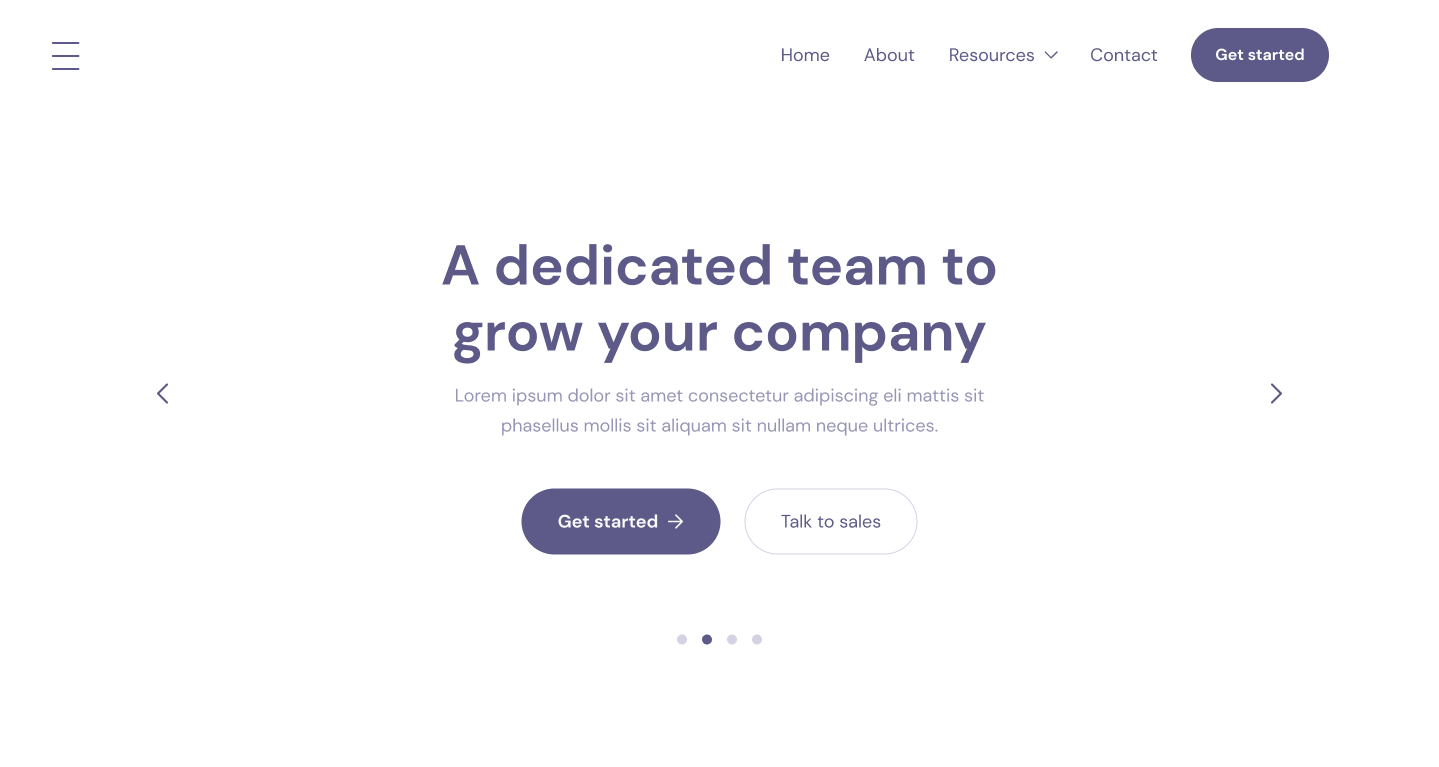 Home
About
Resources
Contact
Get started
A dedicated team to
grow your company
Lorem ipsum dolor sit amet consectetur adipiscing eli mattis sit
phasellus mollis sit aliquam sit nullam neque ultrices.
Get started
Talk to sales